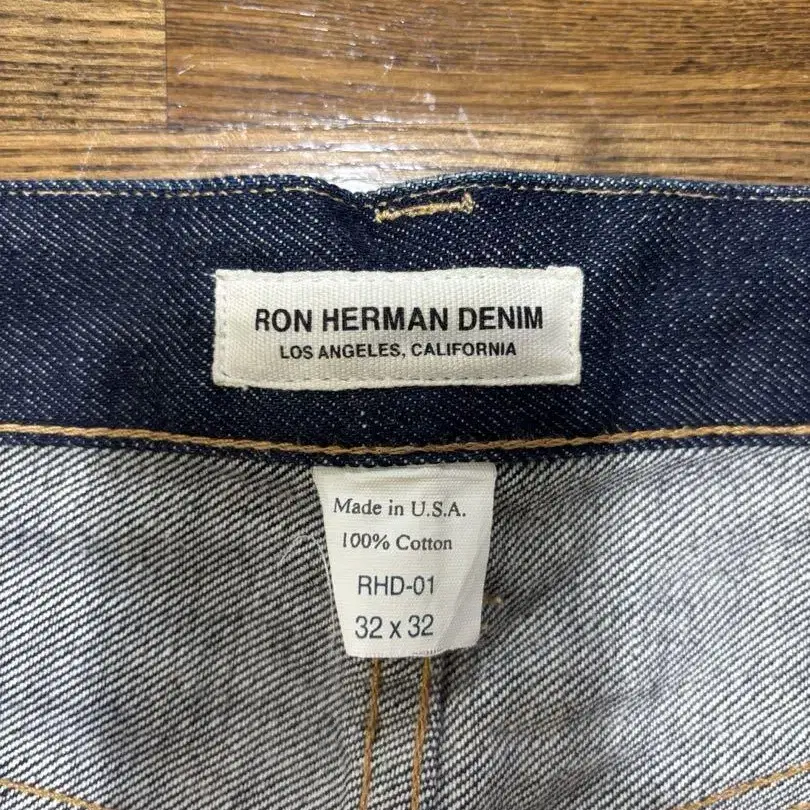 RON HERMAN DENIM
LOS ANGELES, CALIFORNIA
Made in U.S.A.
100% Cotton
RHD-01
32 x 32